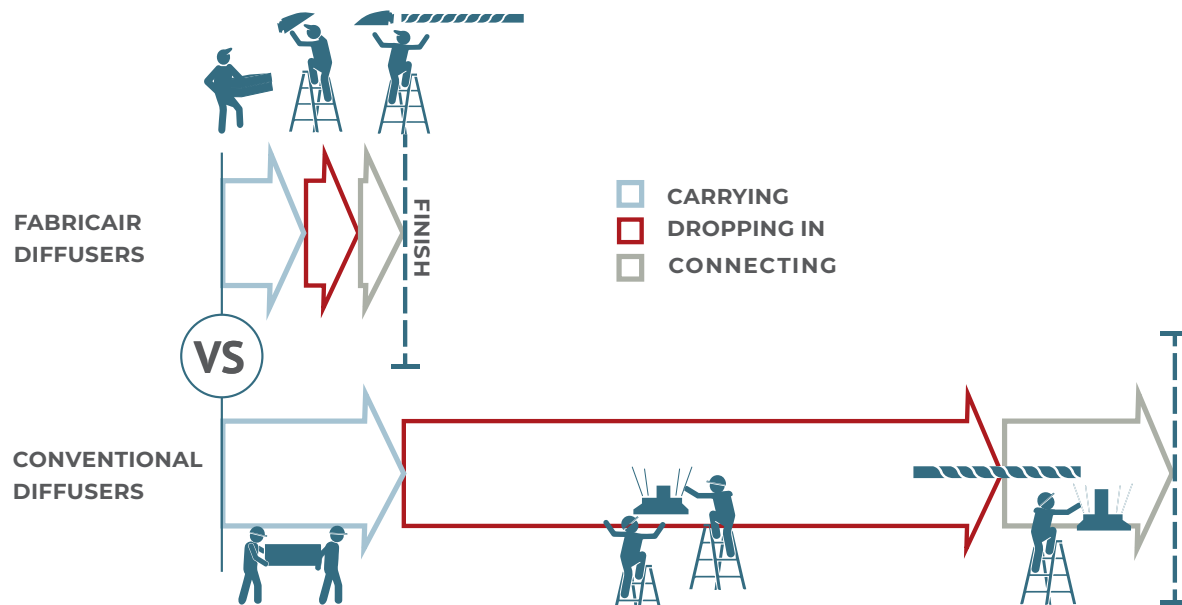 FABRICAIR
DIFFUSERS
FINISH
CARRYING
DROPPING IN
CONNECTING
VS
CONVENTIONAL
DIFFUSERS